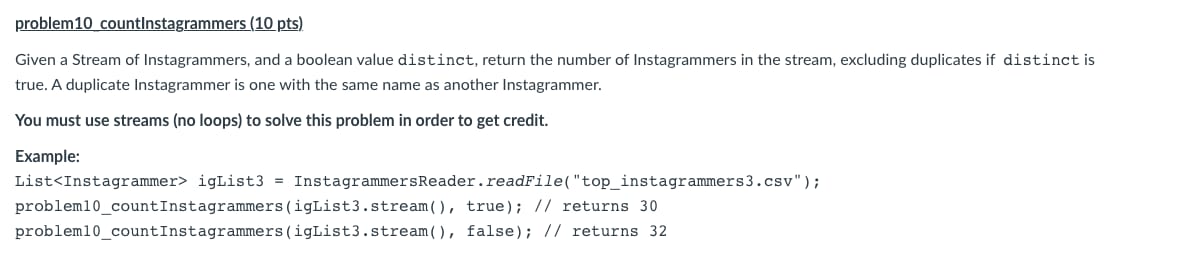 problem10_countInstagrammers (10 pts)
Given a Stream of Instagrammers, and a boolean value distinct, return the number of Instagrammers in the stream, excluding duplicates if distinct is
true. A duplicate Instagrammer is one with the same name as another Instagrammer.
You must use streams (no loops) to solve this problem in order to get credit.
Example:
List<Instagrammer> igList3 = InstagrammersReader.readFile("top_instagrammers3.csv");
problem10_countInstagrammers(igList3.stream(), true); // returns 30
problem10_countInstagrammers(igList3.stream(), false); // returns 32